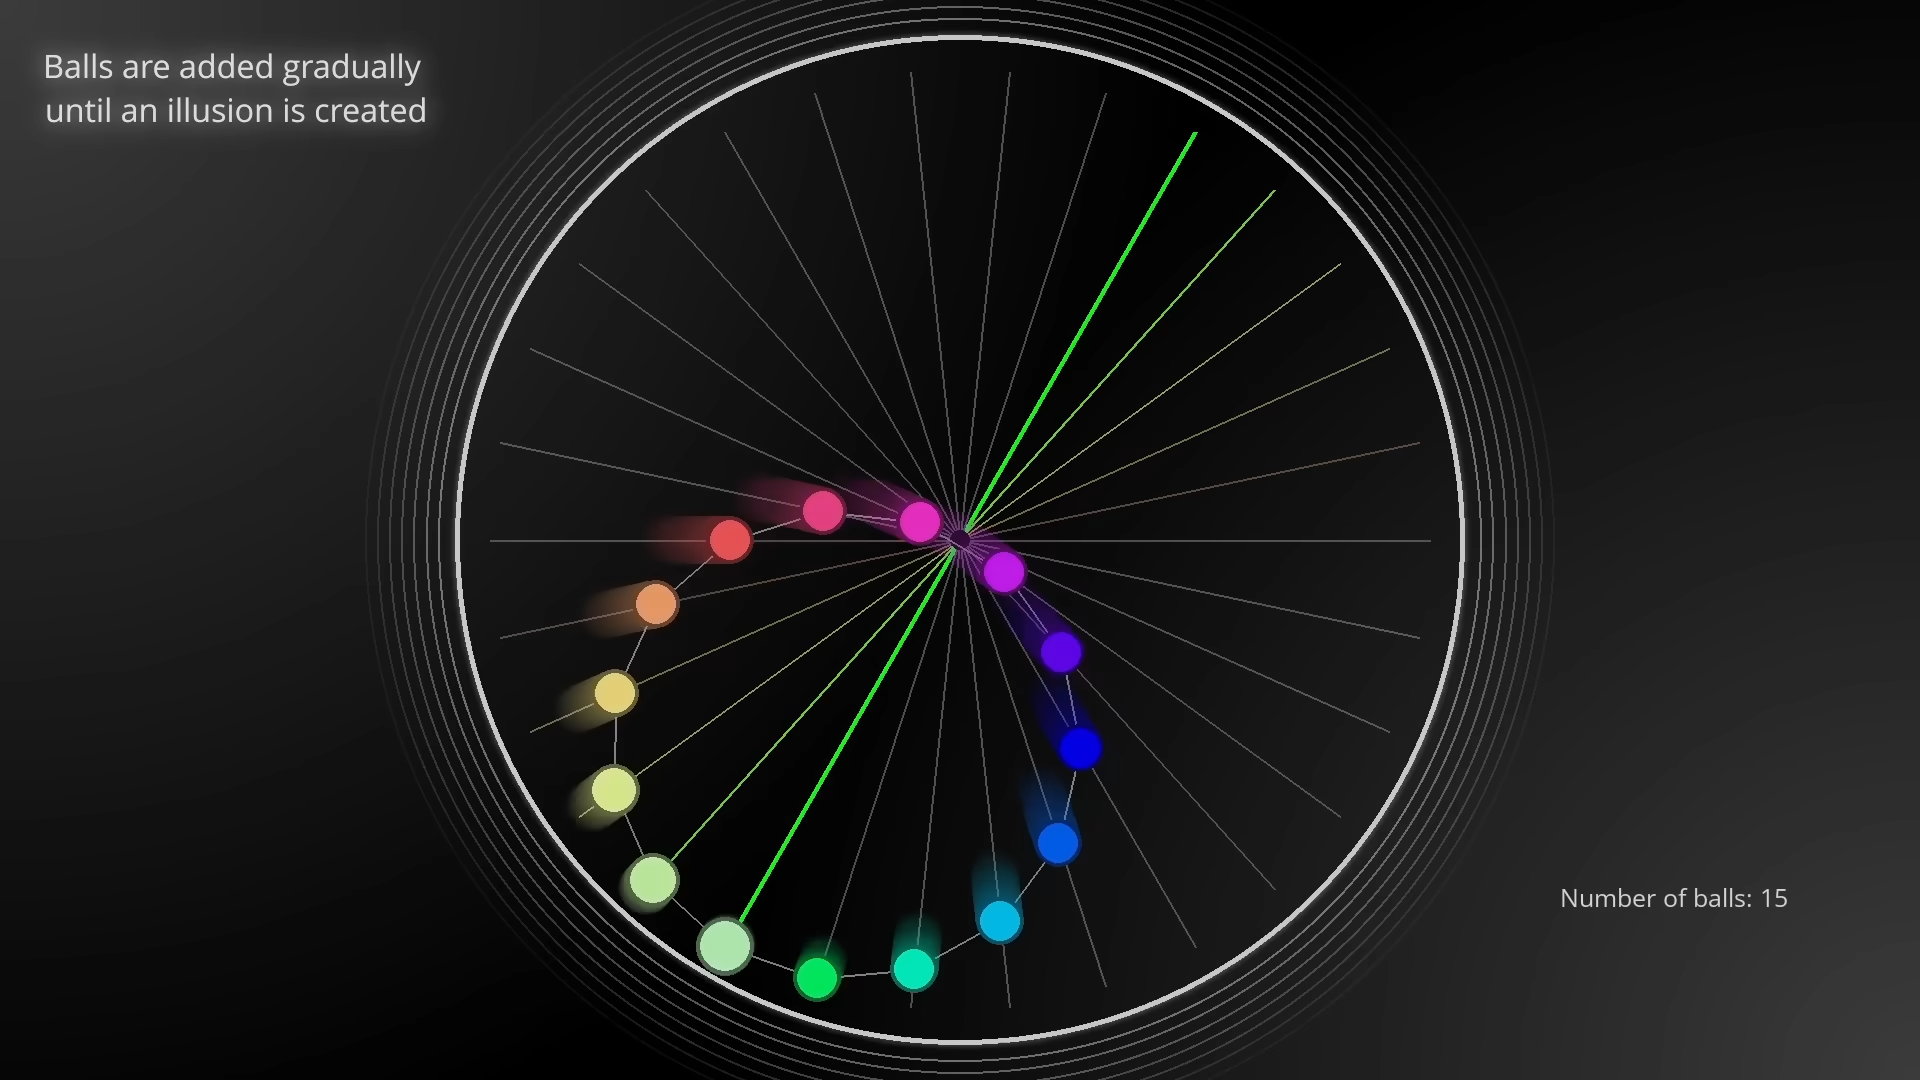 Balls are added gradually
until an illusion is created
Number of balls: 15